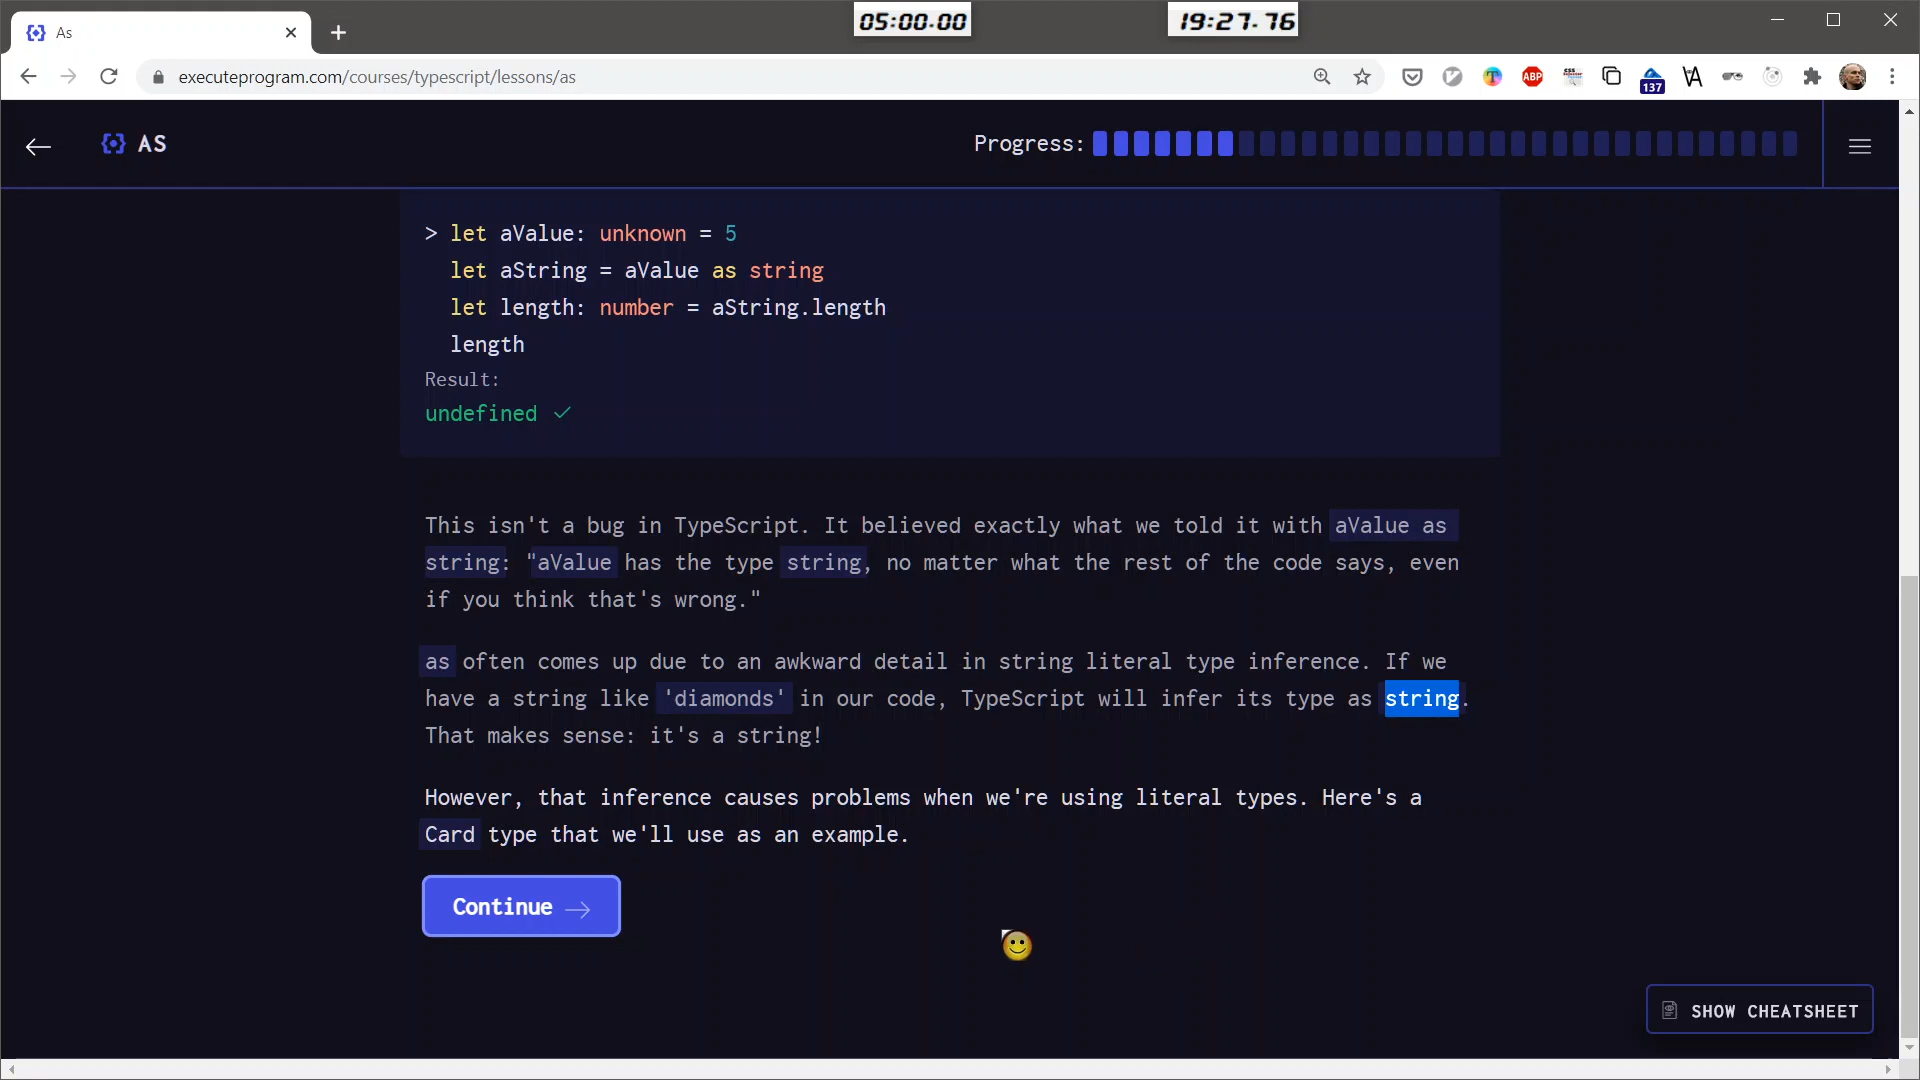 As
05:00.00
19:27.76
executeprogram.com/courses/typescript/lessons/as
ABP
137
AS
Progress:
> let aValue: unknown = 5
let aString = aValue as string
let length: number = aString.length
length
Result:
undefined
This isn't a bug in TypeScript. It believed exactly what we told it with aValue as
string: "aValue has the type string, no matter what the rest of the code says, even
if you think that's wrong."
as often comes up due to an awkward detail in string literal type inference. If we
have a string like 'diamonds' in our code, TypeScript will infer its type as string.
That makes sense: it's a string!
However, that inference causes problems when we're using literal types. Here's a
Card type that we'll use as an example.
Continue
SHOW CHEATSHEET